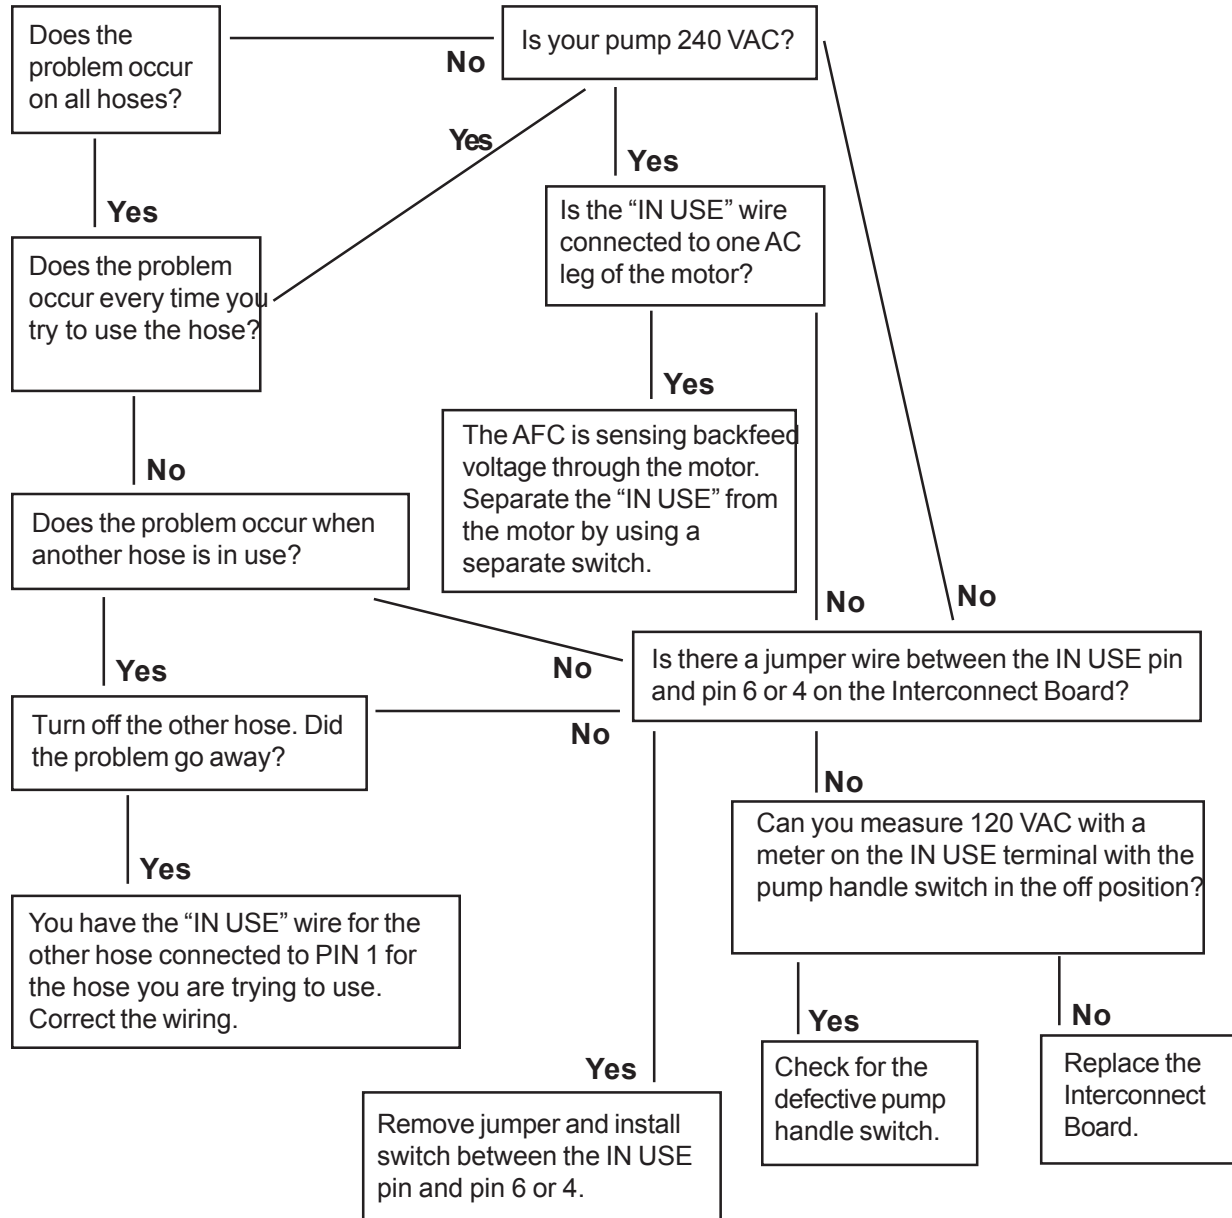 Does the
problem occur
on all hoses?
No
Is your pump 240 VAC?
Yes
Yes
Yes
Is the “IN USE” wire
connected to one AC
leg of the motor?
Does the problem
occur every time you
try to use the hose?
Yes
The AFC is sensing backfeed
voltage through the motor.
Separate the “IN USE” from
the motor by using a
separate switch.
No
Does the problem occur when
another hose is in use?
No
No
Yes
No
Is there a jumper wire between the IN USE pin
and pin 6 or 4 on the Interconnect Board?
Turn off the other hose. Did
the problem go away?
No
No
Can you measure 120 VAC with a
meter on the IN USE terminal with the
pump handle switch in the off position?
Yes
You have the “IN USE” wire for the
other hose connected to PIN 1 for
the hose you are trying to use.
Correct the wiring.
Yes
No
Yes
Check for the
defective pump
handle switch.
Replace the
Interconnect
Board.
Remove jumper and install
switch between the IN USE
pin and pin 6 or 4.